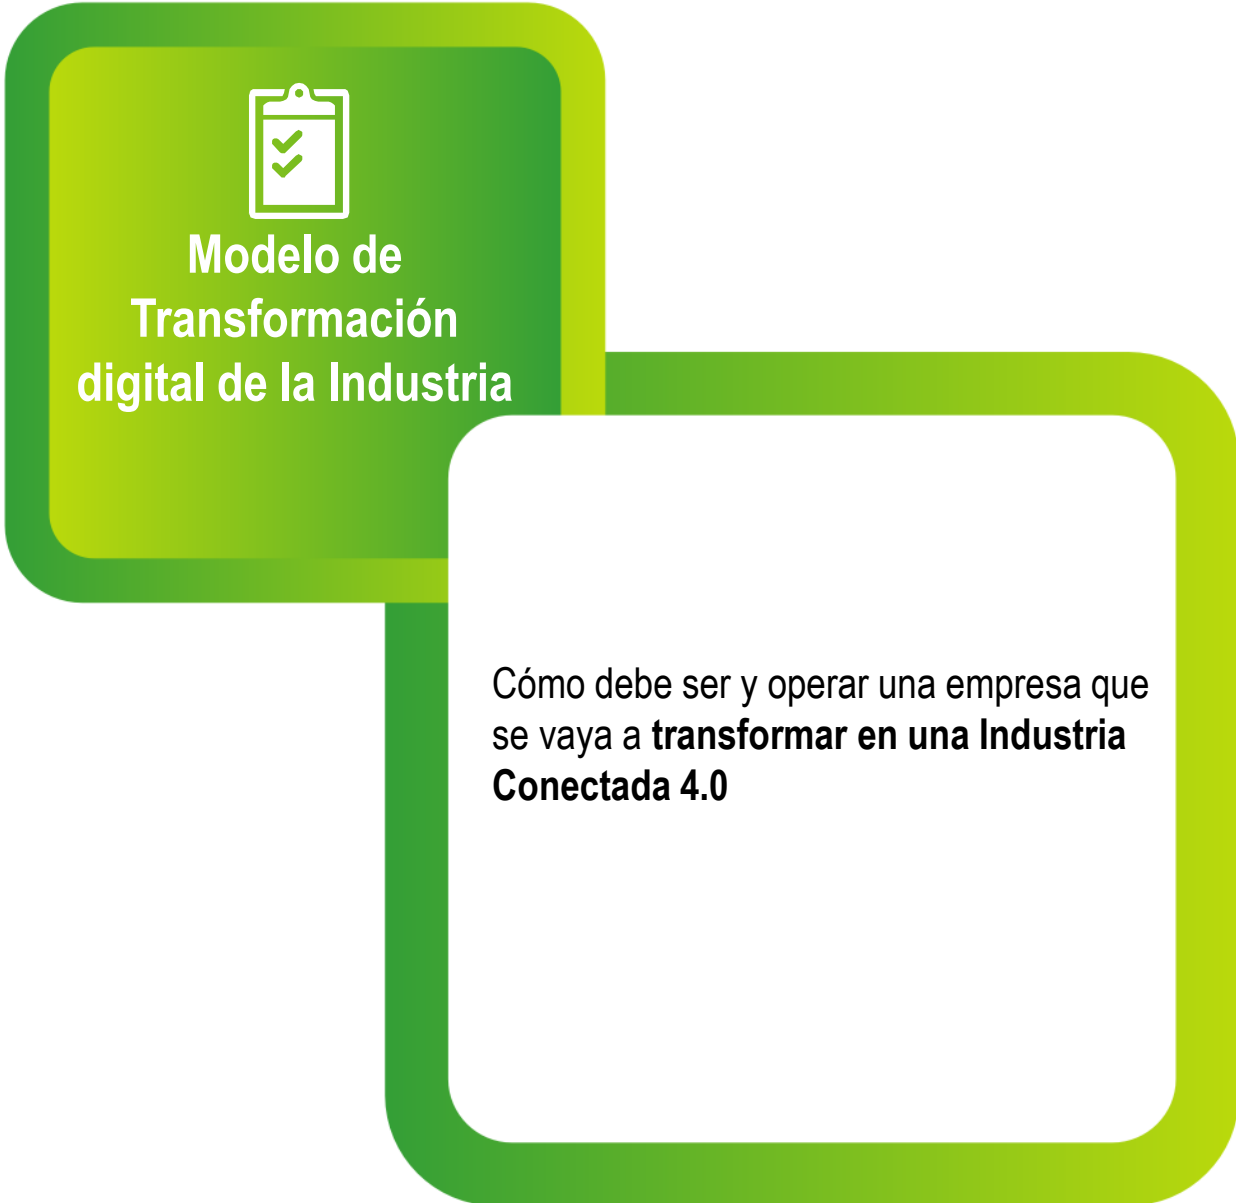 Modelo de
Transformación
digital de la Industria
Cómo debe ser y operar una empresa que
se vaya a transformar en una Industria
Conectada 4.0